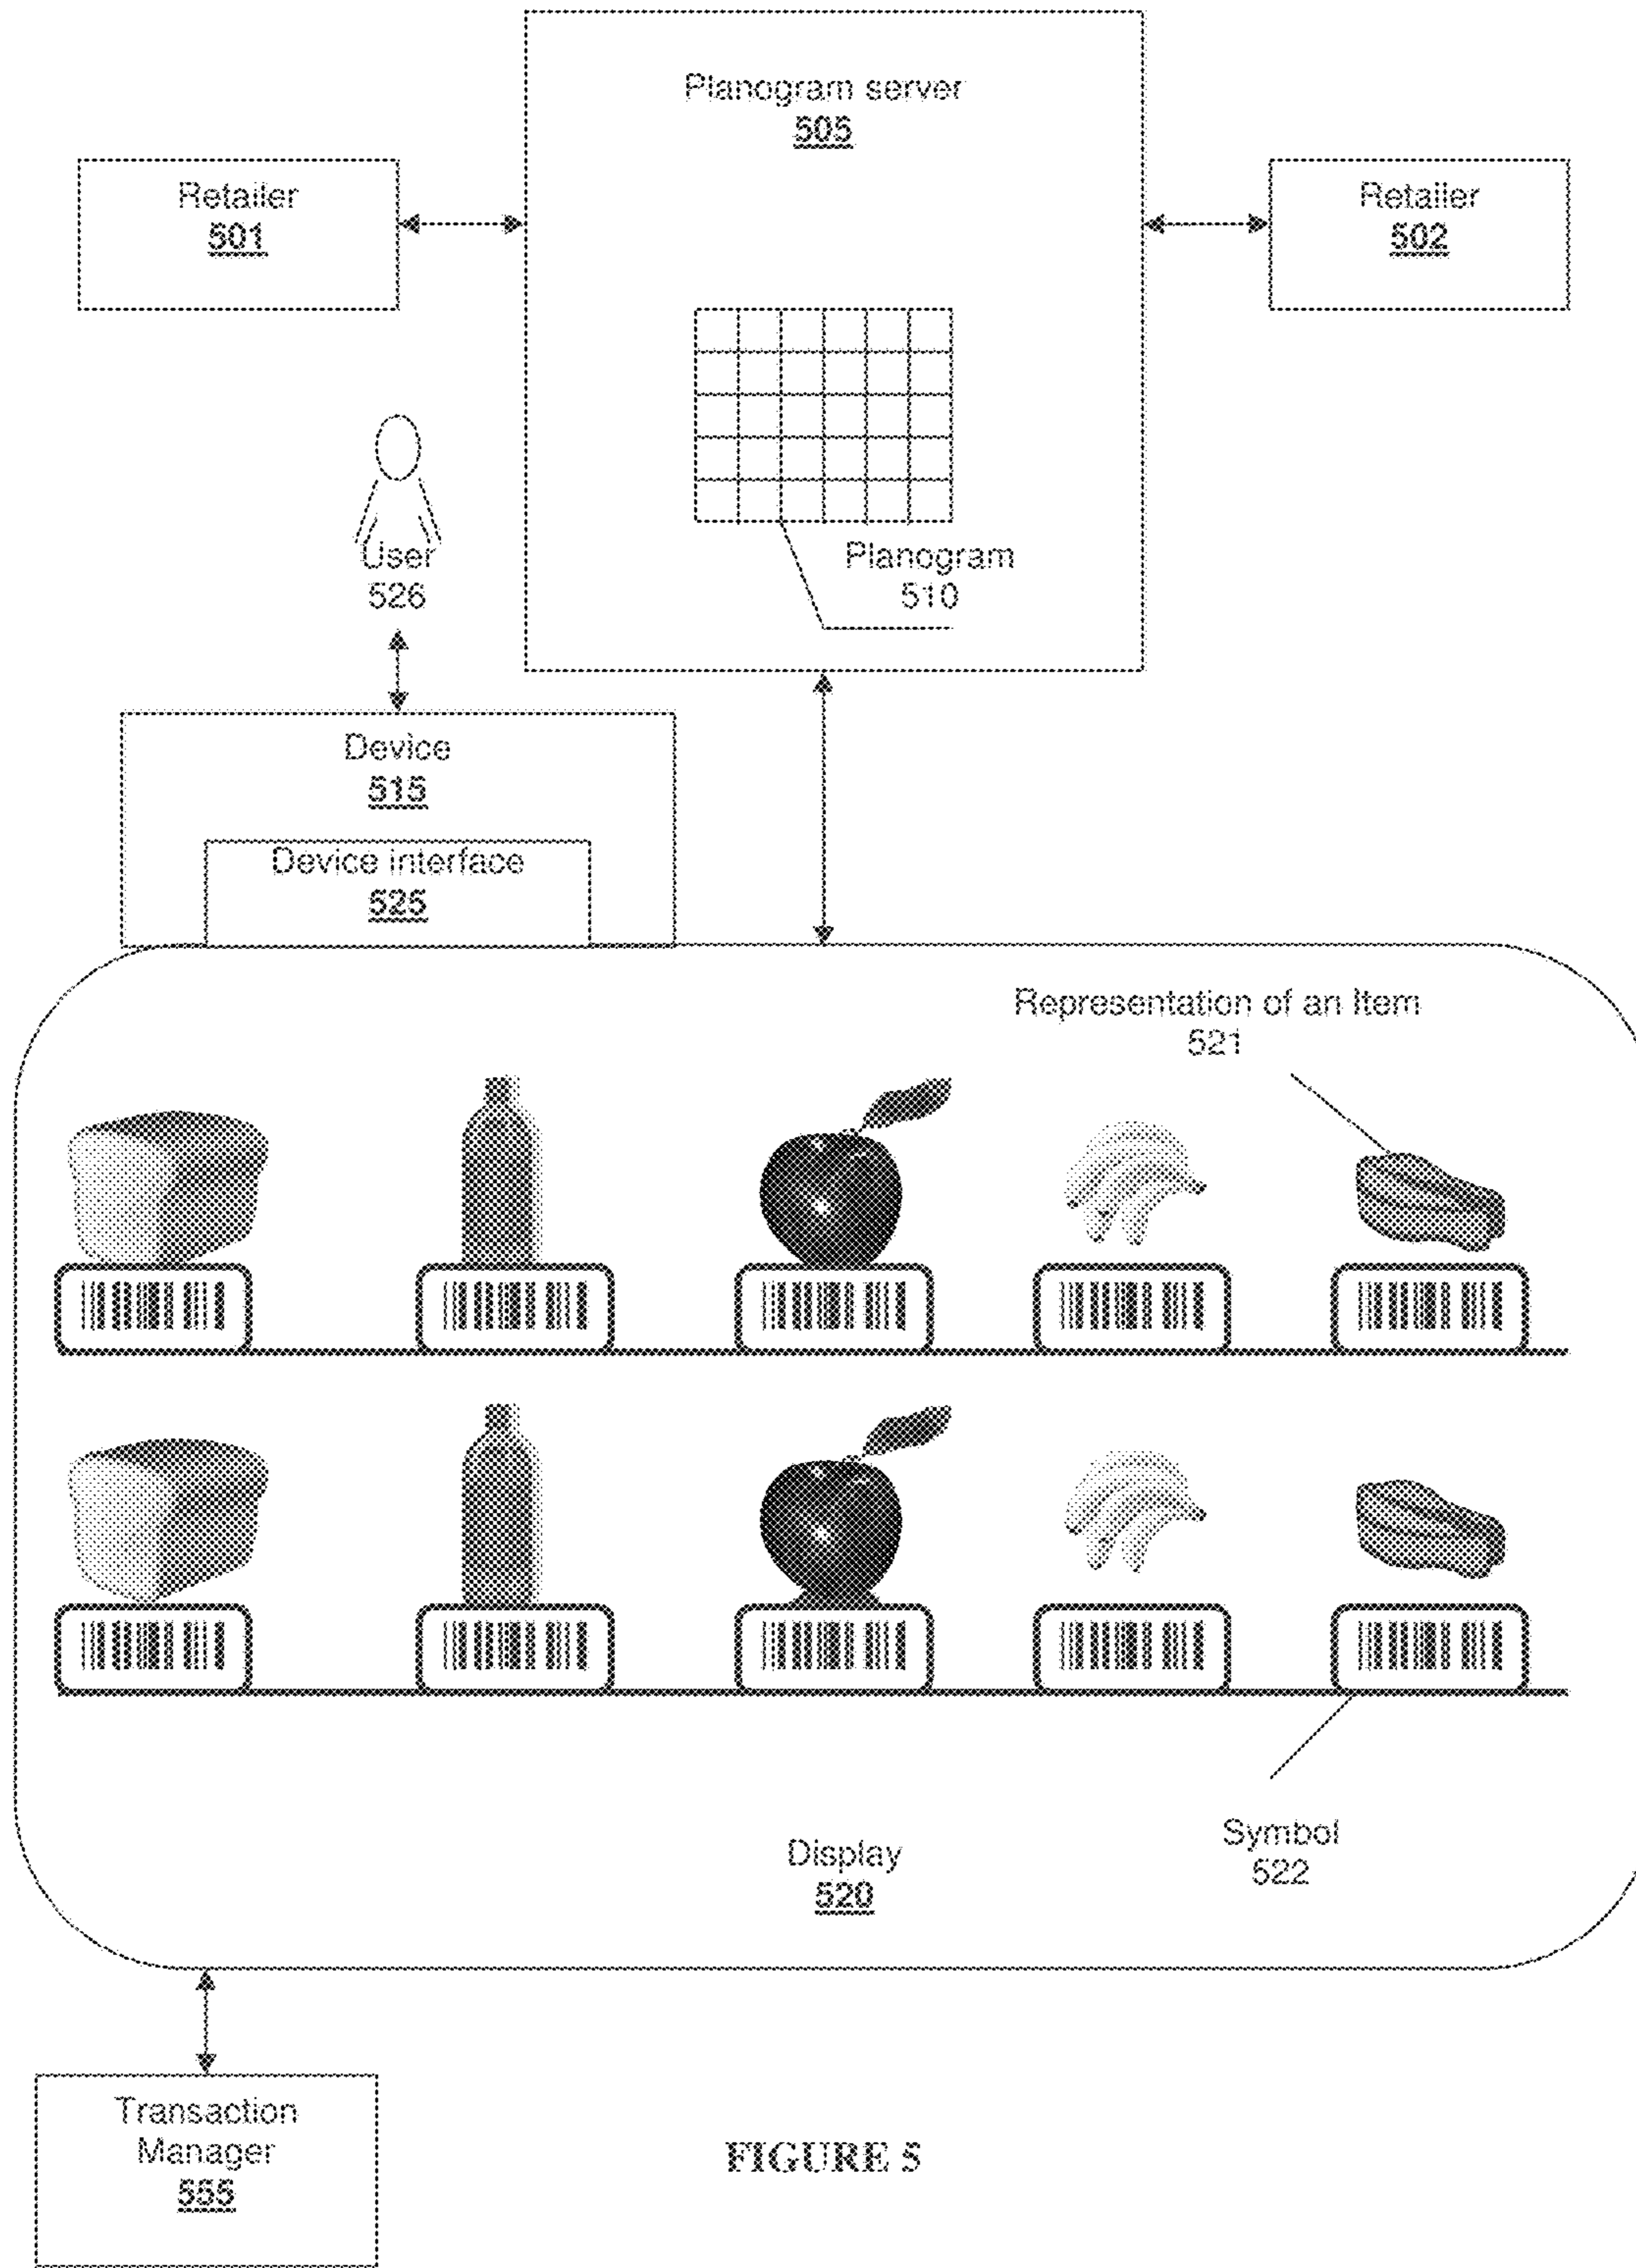 Planogram server
505
Retailer
501
Retailer
502
Planogram
510
User
526
Device
515
Device interface
525
Representation of an Item
521
Symbol
522
Display
520
Transaction
Manager
555
FIGURE 5